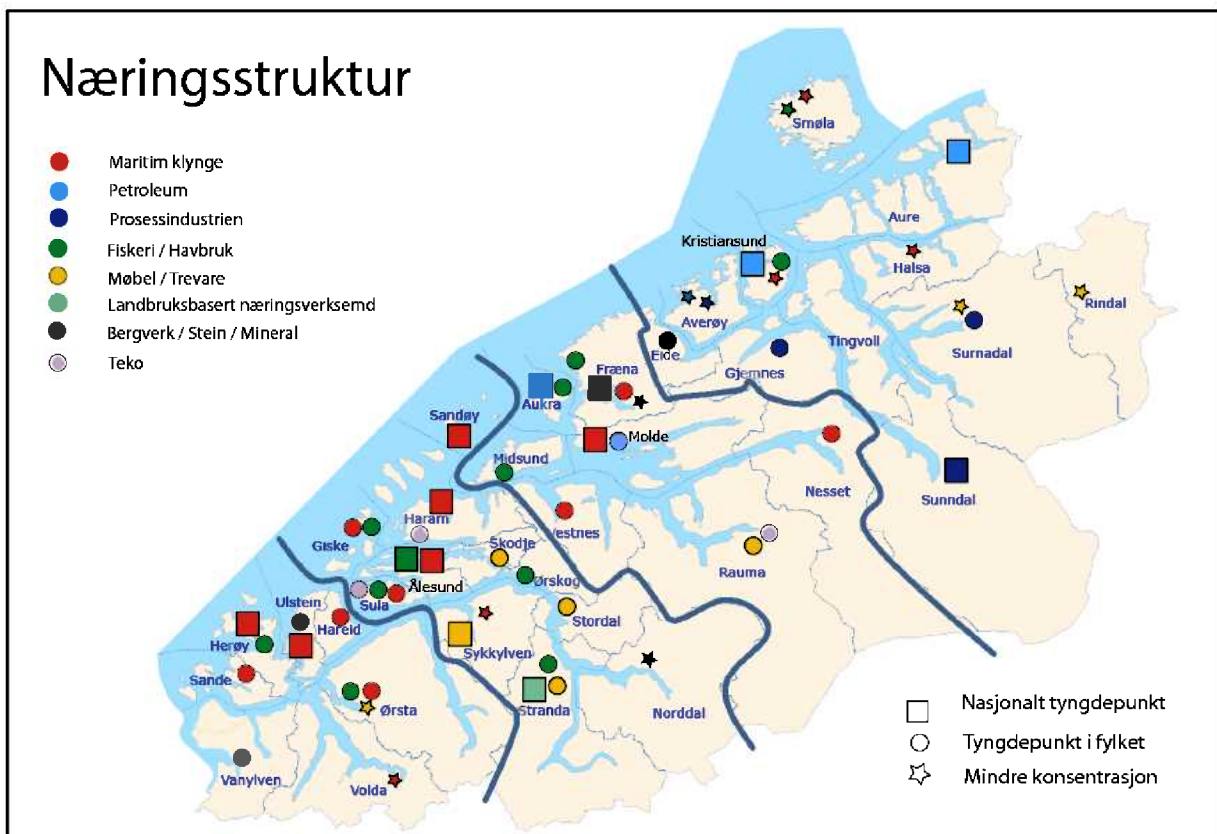 Næringsstruktur
Maritim klynge
Petroleum
Prosessindustrien
Fiskeri / Havbruk
Møbel / Trevare
Landbruksbasert næringsverksemd
Bergverk / Stein / Mineral
Teko
Smøla
Aure
Kristiansund
Halsa
Rindal
Averøy
Tingvoll
Surnadal
Eide
Gjemnes
Fræna
Aukra
Sandøy
Molde
Midsund
Nesset
Sunndal
Haram
Vestnes
Giske
Skodje
Rauma
Ørskog
Ålesund
Ulstein
Sula
Stordal
Hareid
Herøy
Sykkylven
Sande
Ørsta
Stranda
Norddal
Vanylven
Volda
Nasjonalt tyngdepunkt
Tyngdepunkt i fylket
Mindre konsentrasjon